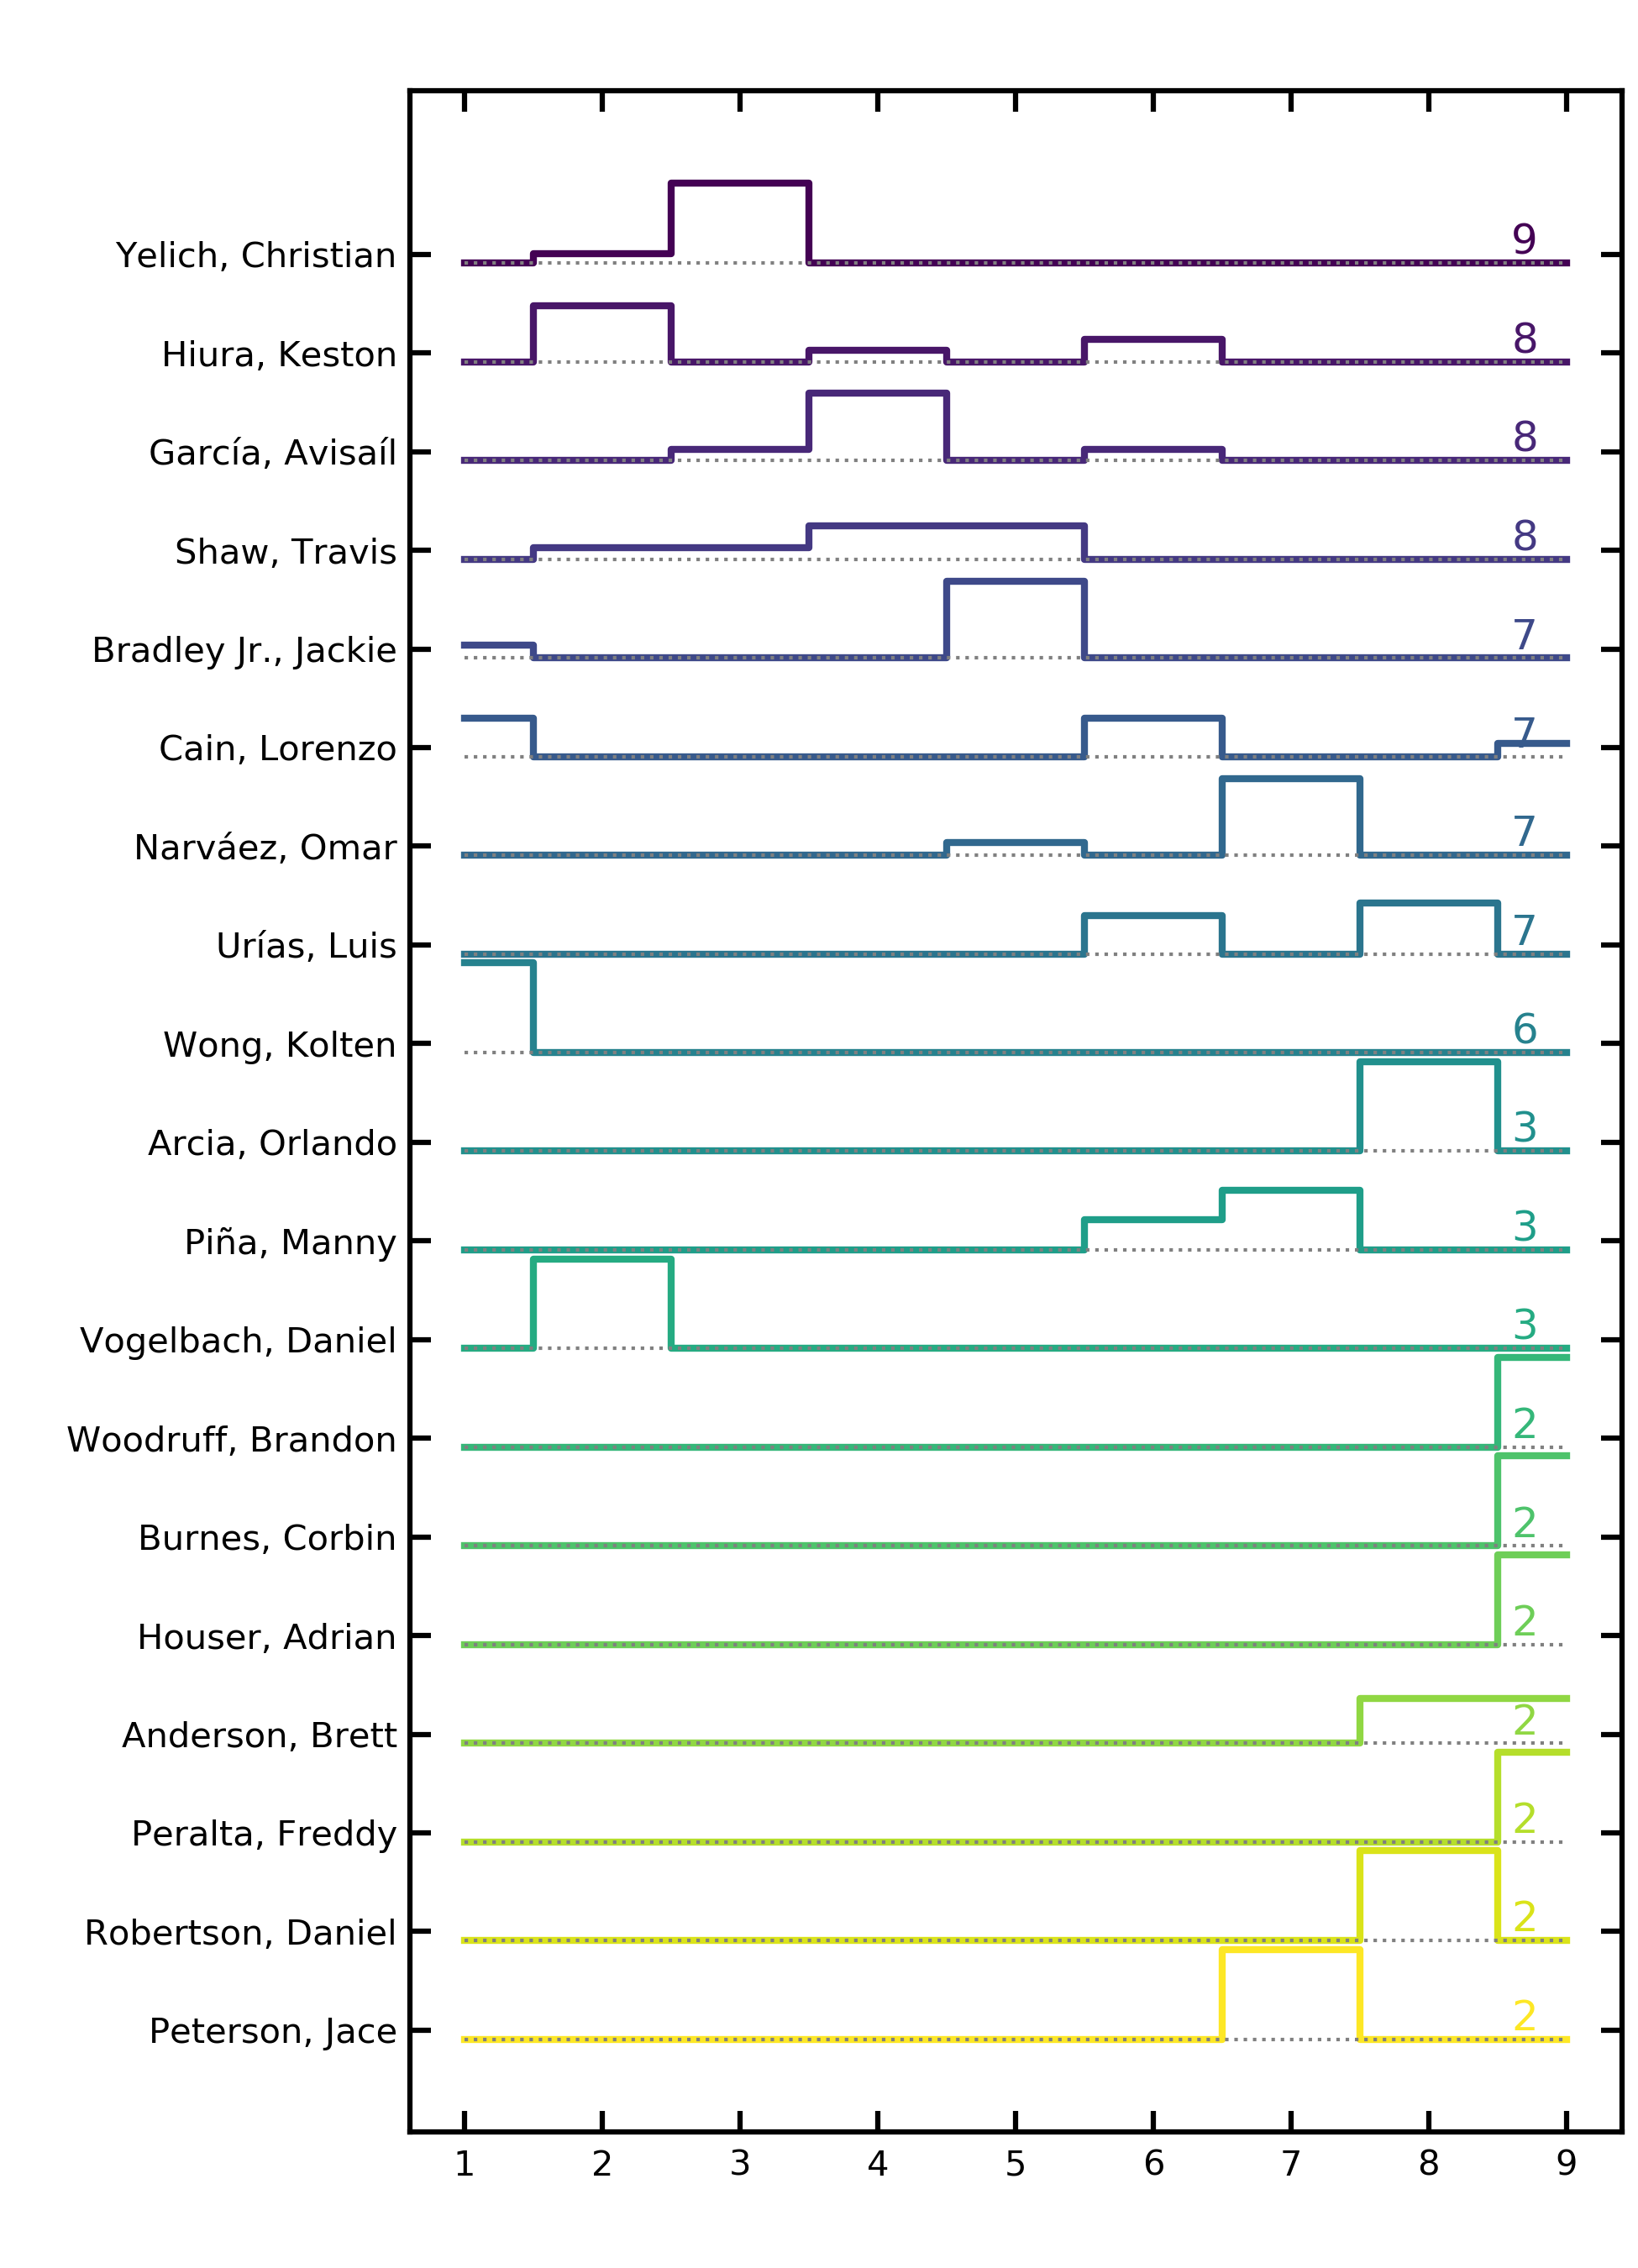 Yelich, Christian 9
Hiura, Keston 8
García, Avisaíl 8
Shaw, Travis 8
Bradley Jr., Jackie 7
Cain, Lorenzo 7
Narváez, Omar 7
Urías, Luis 7
Wong, Kolten 6
Arcia, Orlando 3
Piña, Manny 3
Vogelbach, Daniel 3
Woodruff, Brandon 2
Burnes, Corbin 2
Houser, Adrian 2
Anderson, Brett 2
Peralta, Freddy 2
Robertson, Daniel 2
Peterson, Jace 2
1 2 3 4 5 6 7 8 9